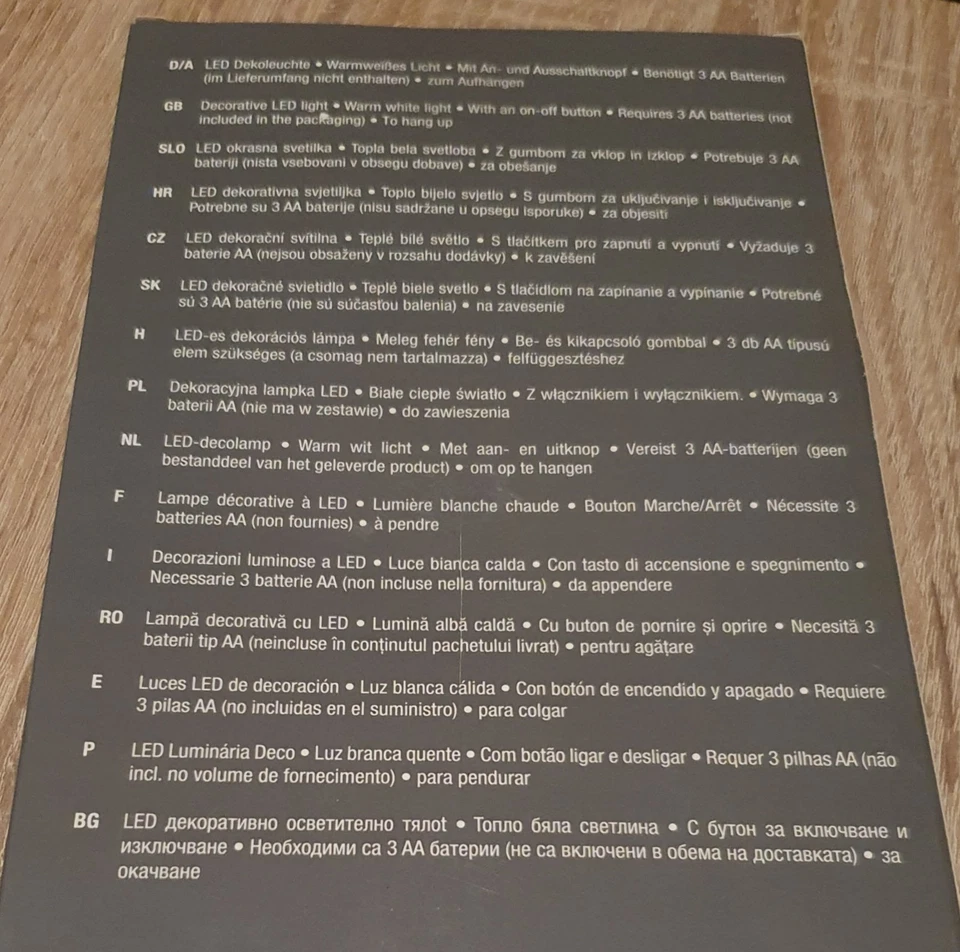 D/A LED Dekoleuchte • Warmweißes Licht • Mit An- und Ausschaltknopf • Benötigt 3 AA Batterien
(im Lieferumfang nicht enthalten) • zum Aufhängen
GB Decorative LED light • Warm white light • With an on-off button • Requires 3 AA batteries (not
included in the packaging) • To hang up
SLO LED okrasna svetilka • Topla bela svetloba • Z gumbom za vklop in izklop • Potrebuje 3 AA
bateriji (nista vsebovani v obsegu dobave) • za obešanje
HR LED dekorativna svjetiljka • Toplo bijelo svjetlo • S gumbom za uključivanje i isključivanje •
Potrebne su 3 AA baterije (nisu sadržane u opsegu isporuke) • za objesiti
CZ LED dekorační svítilna • Teplé bílé světlo • S tlačítkem pro zapnutí a vypnutí • Vyžaduje 3
baterie AA (nejsou obsaženy v rozsahu dodávky) • k zavěšení
SK LED dekoračné svietidlo • Teplé biele svetlo • S tlačidlom na zapínanie a vypínanie • Potrebné
sú 3 AA batérie (nie sú súčasťou balenia) • na zavesenie
H LED-es dekorációs lámpa • Meleg fehér fény • Be- és kikapcsoló gombbal • 3 db AA típusú
elem szükséges (a csomag nem tartalmazza) • felfüggesztéshez
PL Dekoracyjna lampka LED • Białe ciepłe światło • Z włącznikiem i wyłącznikiem. • Wymaga 3
baterii AA (nie ma w zestawie) • do zawieszenia
NL LED-decolamp • Warm wit licht • Met aan- en uitknop • Vereist 3 AA-batterijen (geen
bestanddeel van het geleverde product) • om op te hangen
F Lampe décorative à LED • Lumière blanche chaude • Bouton Marche/Arrêt • Nécessite 3
batteries AA (non fournies) • à pendre
I Decorazioni luminose a LED • Luce bianca calda • Con tasto di accensione e spegnimento •
Necessarie 3 batterie AA (non incluse nella fornitura) • da appendere
RO Lampă decorativă cu LED • Lumină albă caldă • Cu buton de pornire și oprire • Necesită 3
baterii tip AA (neincluse în conținutul pachetului livrat) • pentru agățare
E Luces LED de decoración • Luz blanca cálida • Con botón de encendido y apagado • Requiere
3 pilas AA (no incluidas en el suministro) • para colgar
P LED Luminária Deco • Luz branca quente • Com botão ligar e desligar • Requer 3 pilhas AA (não
incl. no volume de fornecimento) • para pendurar
BG LED декоративно осветително тялоt • Топло бяла светлина • С бутон за включване и
изключване • Необходими са 3 AA батерии (не са включени в обема на доставката) • за
окачване